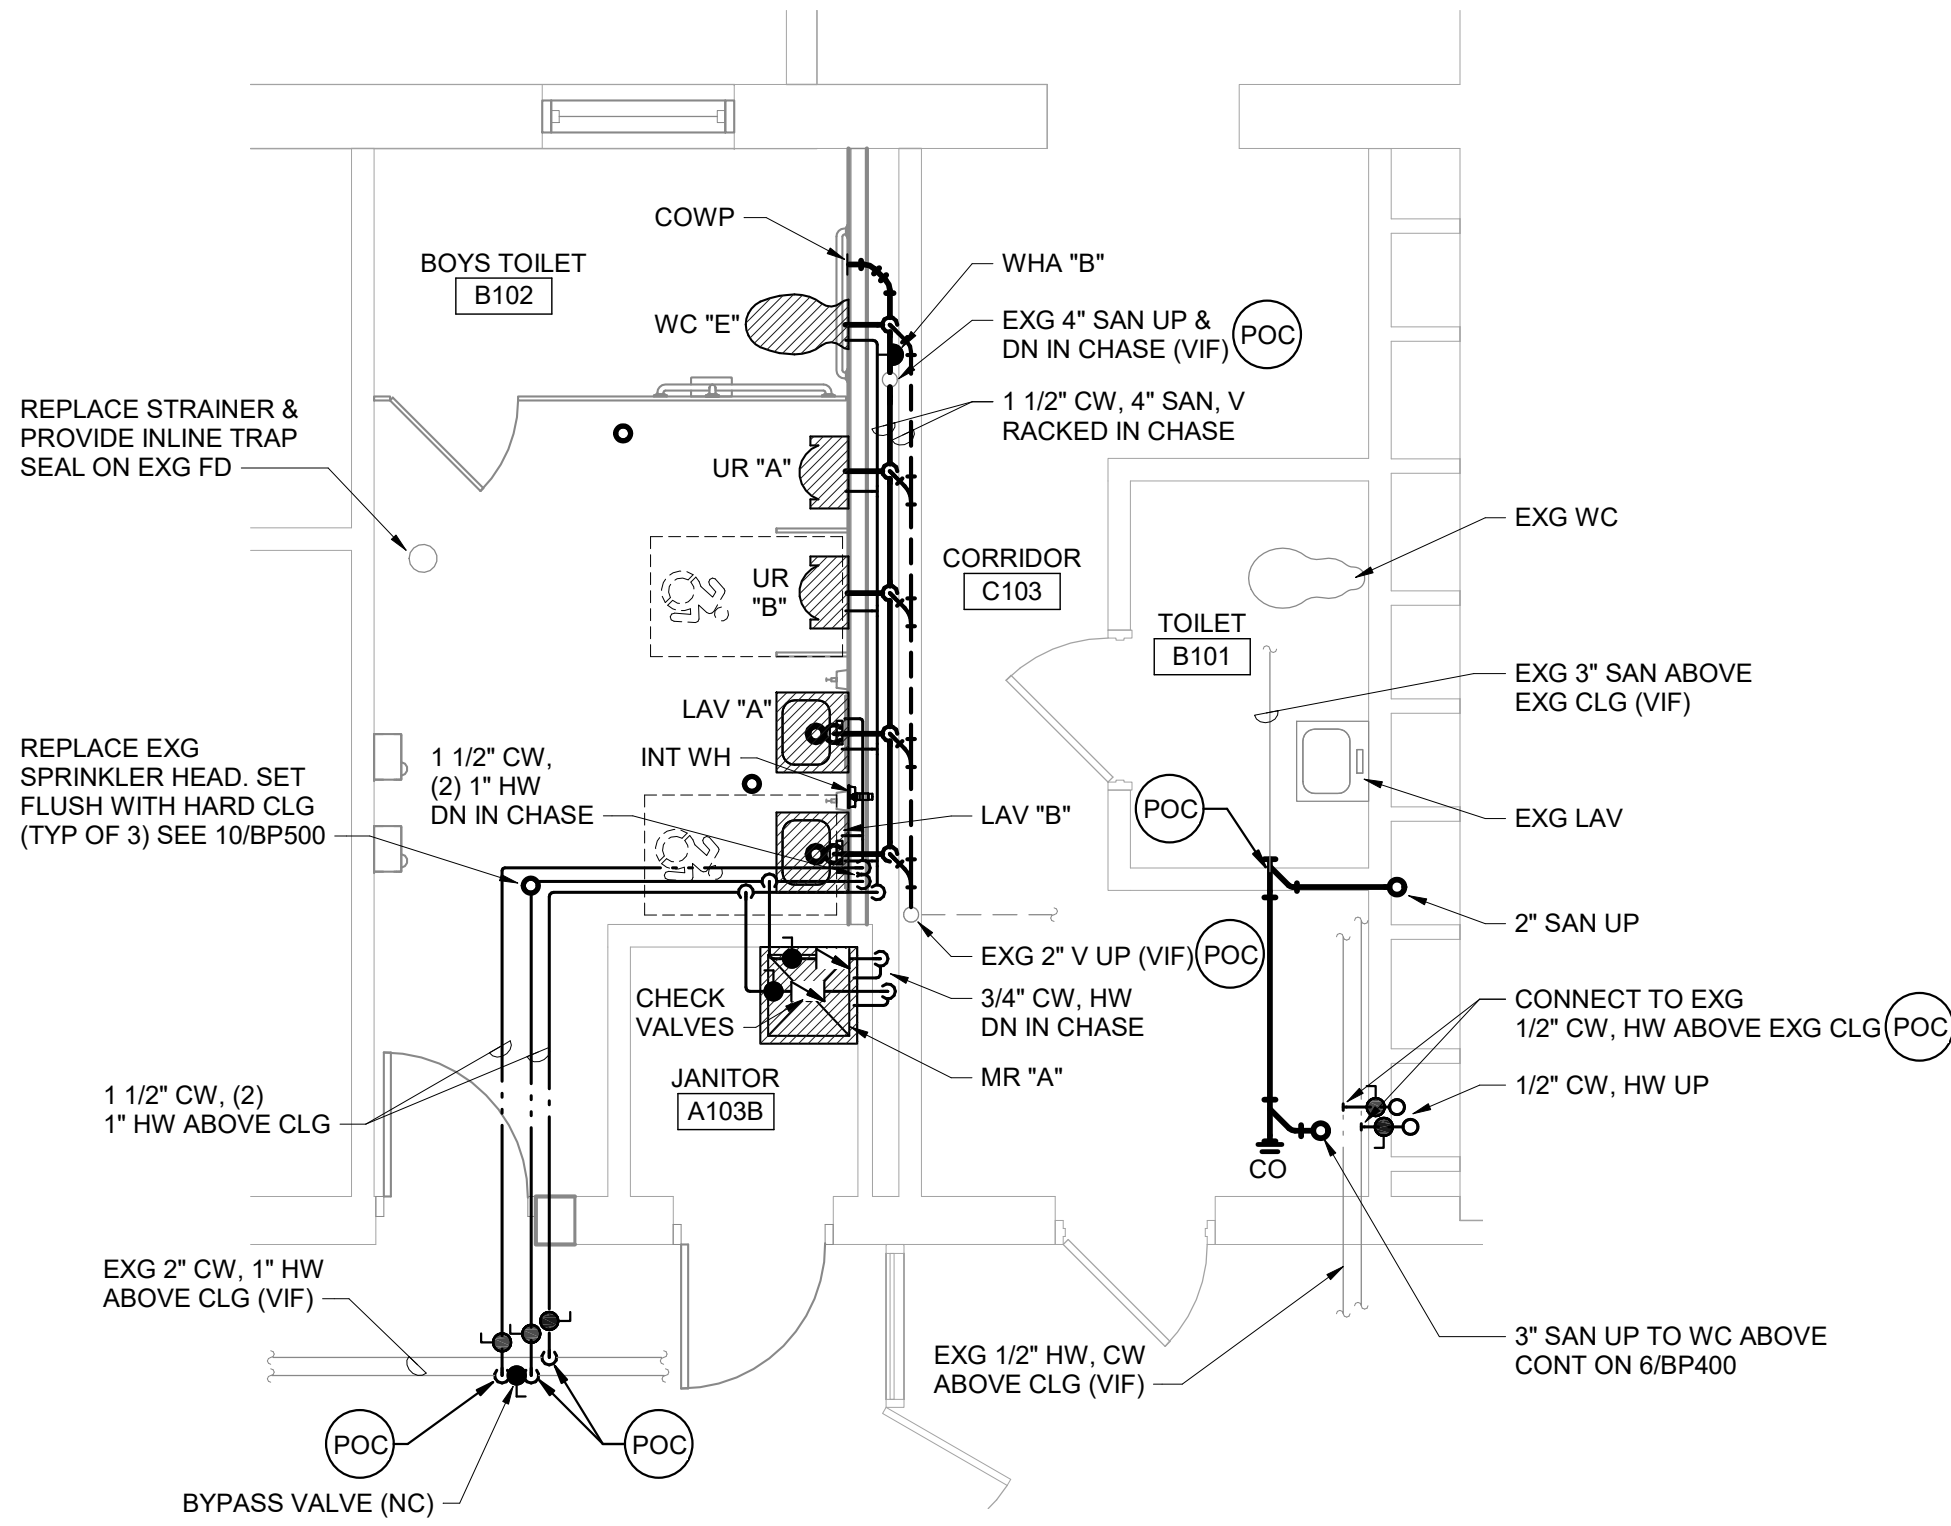 COWP
BOYS TOILET
B102
WHA "B"
WC "E"
EXG 4" SAN UP &
DN IN CHASE (VIF)
POC
REPLACE STRAINER &
PROVIDE INLINE TRAP
SEAL ON EXG FD
1 1/2" CW, 4" SAN, V
RACKED IN CHASE
UR "A"
EXG WC
CORRIDOR
C103
UR
"B"
TOILET
B101
EXG 3" SAN ABOVE
EXG CLG (VIF)
LAV "A"
REPLACE EXG
SPRINKLER HEAD. SET
FLUSH WITH HARD CLG
(TYP OF 3) SEE 10/BP500
1 1/2" CW,
(2) 1" HW
DN IN CHASE
INT WH
LAV "B"
POC
EXG LAV
2" SAN UP
EXG 2" V UP (VIF)
POC
CHECK
VALVES
3/4" CW, HW
DN IN CHASE
CONNECT TO EXG
1/2" CW, HW ABOVE EXG CLG
POC
MR "A"
1/2" CW, HW UP
JANITOR
A103B
1 1/2" CW, (2)
1" HW ABOVE CLG
CO
EXG 2" CW, 1" HW
ABOVE CLG (VIF)
EXG 1/2" HW, CW
ABOVE CLG (VIF)
3" SAN UP TO WC ABOVE
CONT ON 6/BP400
POC
POC
BYPASS VALVE (NC)